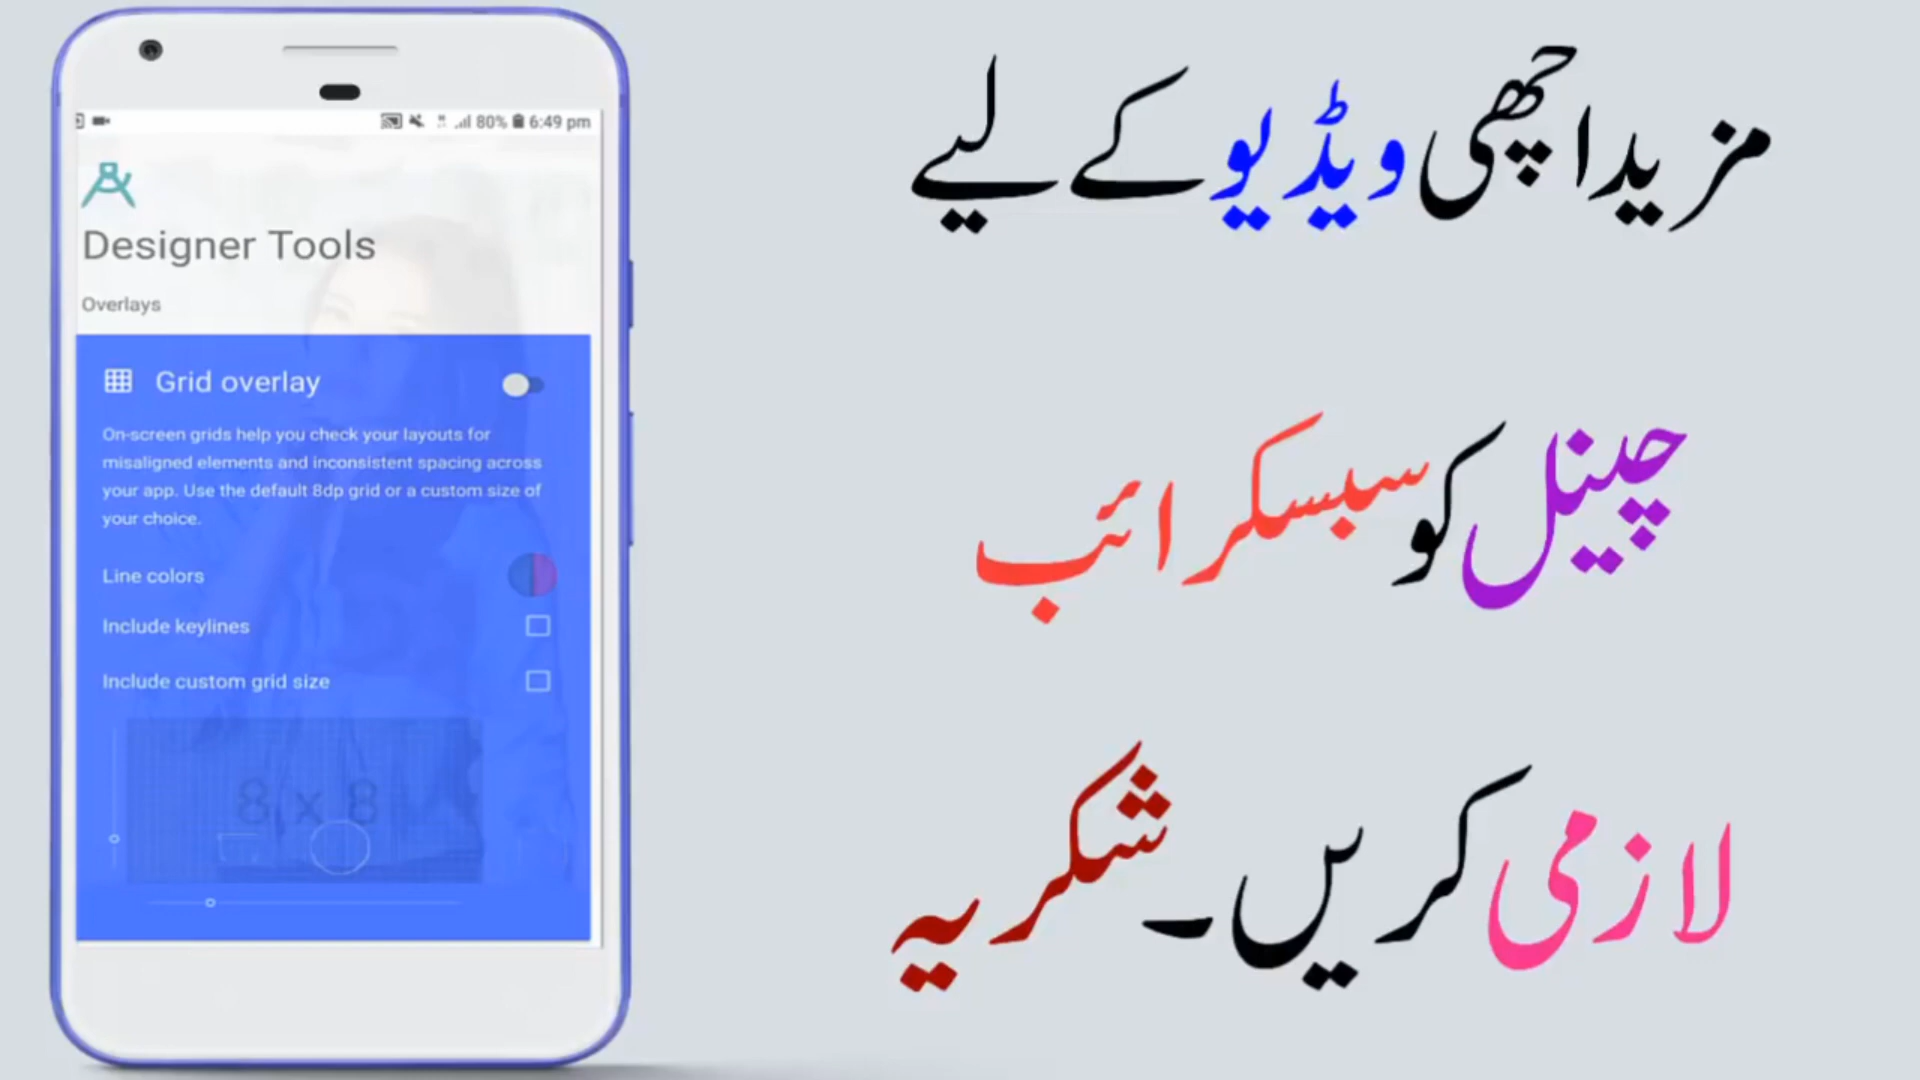 80% 6:49 pm
Designer Tools
Overlays
Grid overlay
On-screen grids help you check your layouts for
misaligned elements and inconsistent spacing across
your app. Use the default 8dp grid or a custom size of
your choice.
Line colors
Include keylines
Include custom grid size
8 x 8
مزید اچھی ویڈیو کے لیے
چینل کو سبسکرائب
لازمی کریں۔ شکریہ